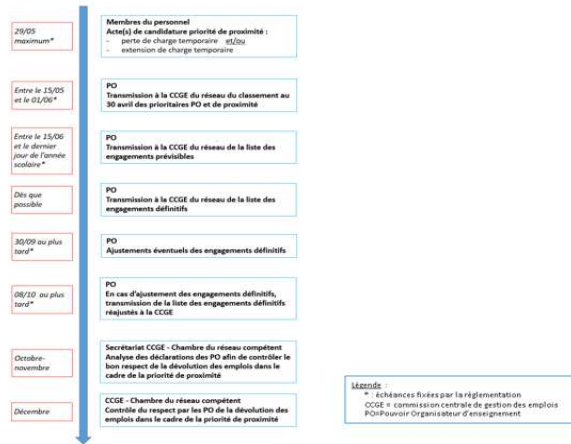 29/05
maximum*
Membres du personnel
Acte(s) de candidature priorité de proximité :
- perte de charge temporaire et/ou
- extension de charge temporaire
Entre le 15/05
et le 01/06*
PO
Transmission à la CCGE du réseau du classement au
30 avril des prioritaires PO et de proximité
Entre le 15/06
et le dernier
jour de l'année
scolaire*
PO
Transmission à la CCGE du réseau de la liste des
engagements prévisibles
Dès que
possible
PO
Transmission à la CCGE du réseau de la liste des
engagements définitifs
30/09 au plus
tard*
PO
Ajustements éventuels des engagements définitifs
08/10 au plus
tard*
PO
En cas d'ajustement des engagements définitifs,
transmission de la liste des engagements définitifs
réajustés à la CCGE
Octobre-
novembre
Secrétariat CCGE - Chambre du réseau compétent
Analyse des déclarations des PO afin de contrôler le
bon respect de la dévolution des emplois dans le
cadre de la priorité de proximité
Décembre
CCGE - Chambre du réseau compétent
Contrôle du respect par les PO de la dévolution des
emplois dans le cadre de la priorité de proximité
Légende :
* : échéances fixées par la réglementation
CCGE = commission centrale de gestion des emplois
PO=Pouvoir Organisateur d'enseignement